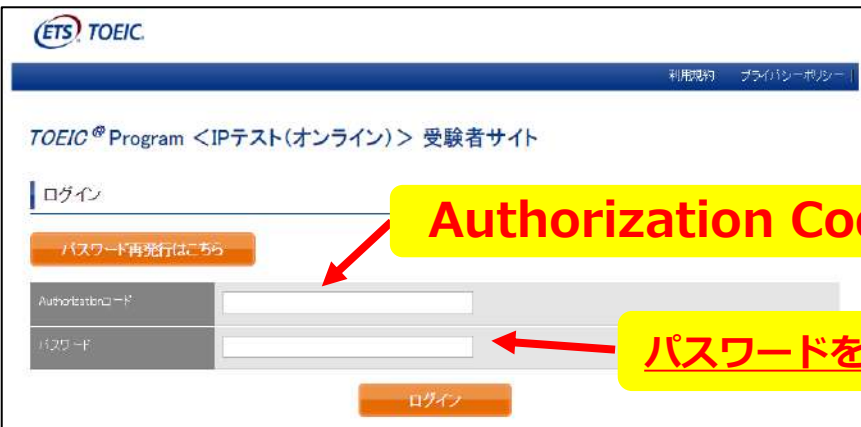 ETS TOEIC.
利用規約 プライバシーポリシー |
TOEIC® Program <IPテスト(オンライン)> 受験者サイト
ログイン
Authorization Co
パスワード再発行はこちら
Authorizationコード
パスワード
パスワードを
ログイン